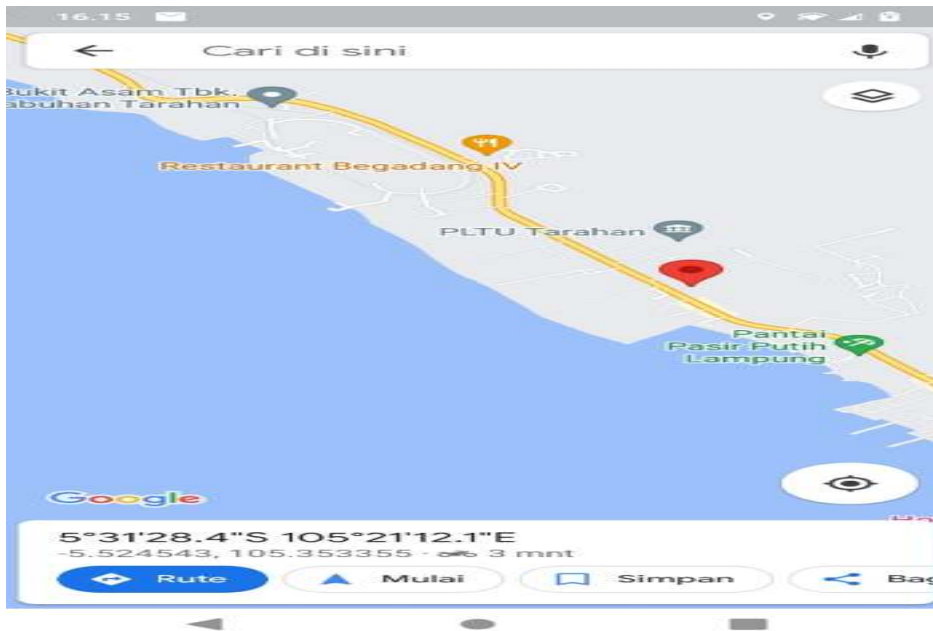 16.15
Cari di sini
Bukit Asam Tbk.
abuhan Tarahan
Restaurant Begadang IV
PLTU Tarahan
Pantai
Pasir Putih
Lampung
Google
5°31'28.4"S 105°21'12.1"E
-5.524543, 105.353355 · 3 mnt
Rute
Mulai
Simpan
Bag